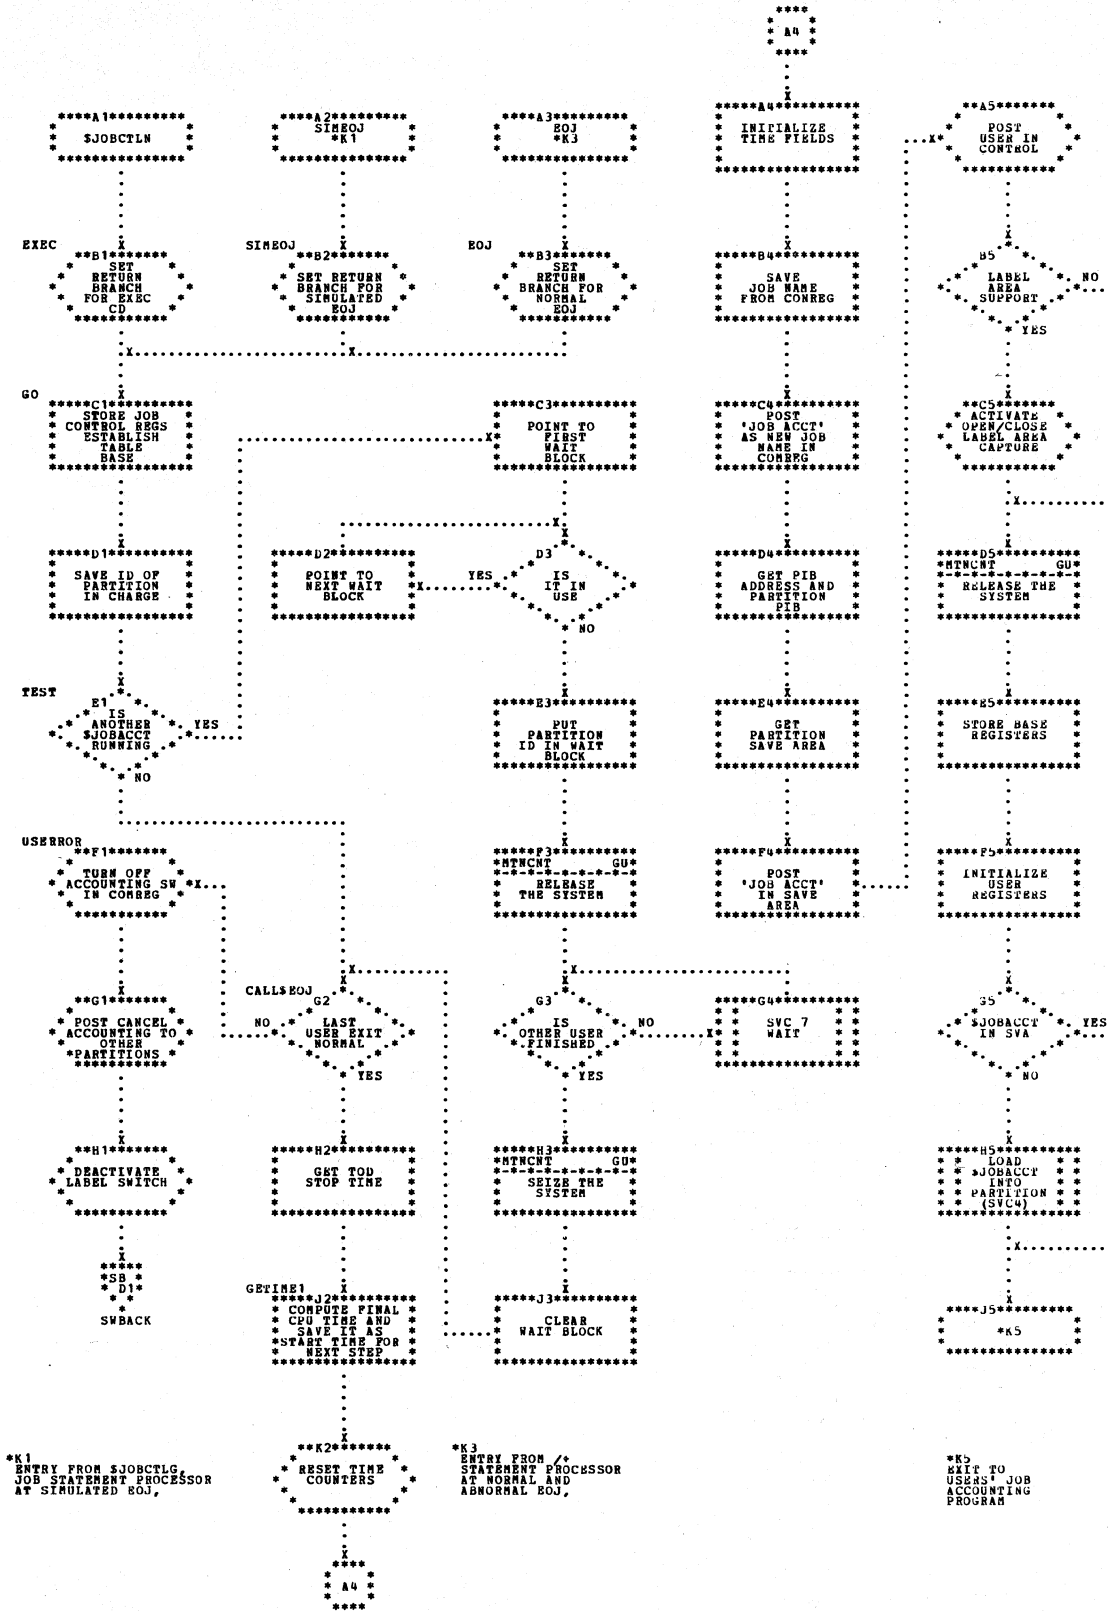 A4
A1
$JOBCTLN
A2
SIMEOJ
*K1
A3
EOJ
*K3
A4
INITIALIZE
TIME FIELDS
A5
POST
USER IN
CONTROL
EXEC
B1
SET
RETURN
BRANCH
FOR EXEC
CD
SIMEOJ
B2
SET RETURN
BRANCH FOR
SIMULATED
EOJ
EOJ
B3
SET
RETURN
BRANCH FOR
NORMAL
EOJ
B4
SAVE
JOB NAME
FROM CONREG
B5
LABEL
AREA
SUPPORT
NO
YES
GO
C1
STORE JOB
CONTROL REGS
ESTABLISH
TABLE
BASE
C3
POINT TO
FIRST
WAIT
BLOCK
C4
POST
'JOB ACCT'
AS NEW JOB
NAME IN
COMREG
C5
ACTIVATE
OPEN/CLOSE
LABEL AREA
CAPTURE
D1
SAVE ID OF
PARTITION
IN CHARGE
D2
POINT TO
NEXT WAIT
BLOCK
YES
D3
IS
IT IN
USE
NO
D4
GET PIB
ADDRESS AND
PARTITION
PIB
D5
*MTNCNT GU*
RELEASE THE
SYSTEM
TEST
E1
IS
ANOTHER
$JOBACCT
RUNNING
YES
NO
E3
PUT
PARTITION
ID IN WAIT
BLOCK
E4
GET
PARTITION
SAVE AREA
E5
STORE BASE
REGISTERS
USERROR
F1
TURN OFF
ACCOUNTING SW
IN COMREG
F3
*MTNCNT GU*
RELEASE
THE SYSTEM
F4
POST
'JOB ACCT'
IN SAVE
AREA
F5
INITIALIZE
USER
REGISTERS
G1
POST CANCEL
ACCOUNTING TO
OTHER
PARTITIONS
CALL$EOJ
G2
LAST
USER EXIT
NORMAL
NO
YES
G3
IS
OTHER USER
FINISHED
NO
YES
G4
SVC 7
WAIT
G5
$JOBACCT
IN SVA
YES
NO
H1
DEACTIVATE
LABEL SWITCH
H2
GET TOD
STOP TIME
H3
*MTNCNT GU*
SEIZE THE
SYSTEM
H5
LOAD
$JOBACCT
INTO
PARTITION
(SVC4)
SB
D1
SWBACK
GETIME1
J2
COMPUTE FINAL
CPU TIME AND
SAVE IT AS
START TIME FOR
NEXT STEP
J3
CLEAR
WAIT BLOCK
J5
*K5
*K1
ENTRY FROM $JOBCTLG,
JOB STATEMENT PROCESSOR
AT SIMULATED EOJ,
K2
RESET TIME
COUNTERS
*K3
ENTRY FROM /+
STATEMENT PROCESSOR
AT NORMAL AND
ABNORMAL EOJ,
*K5
EXIT TO
USERS' JOB
ACCOUNTING
PROGRAM
A4